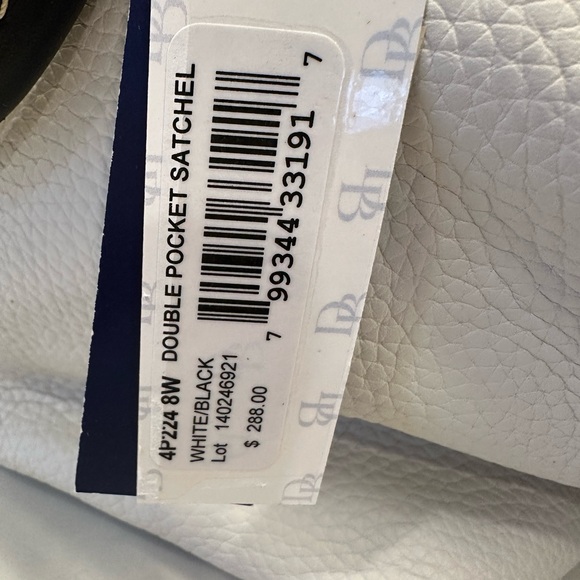 4P224 8W DOUBLE POCKET SATCHEL
WHITE/BLACK
Lot 140246921
$ 288.00
7 99344 33191 7